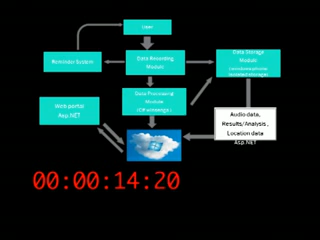 User
Reminder System
Data Recording
Module
Data Storage
Module
Data Processing
Module
Web portal
Asp.NET
Audio data,
Results/Analysis,
Location data
Asp.NET
00:00:14:20